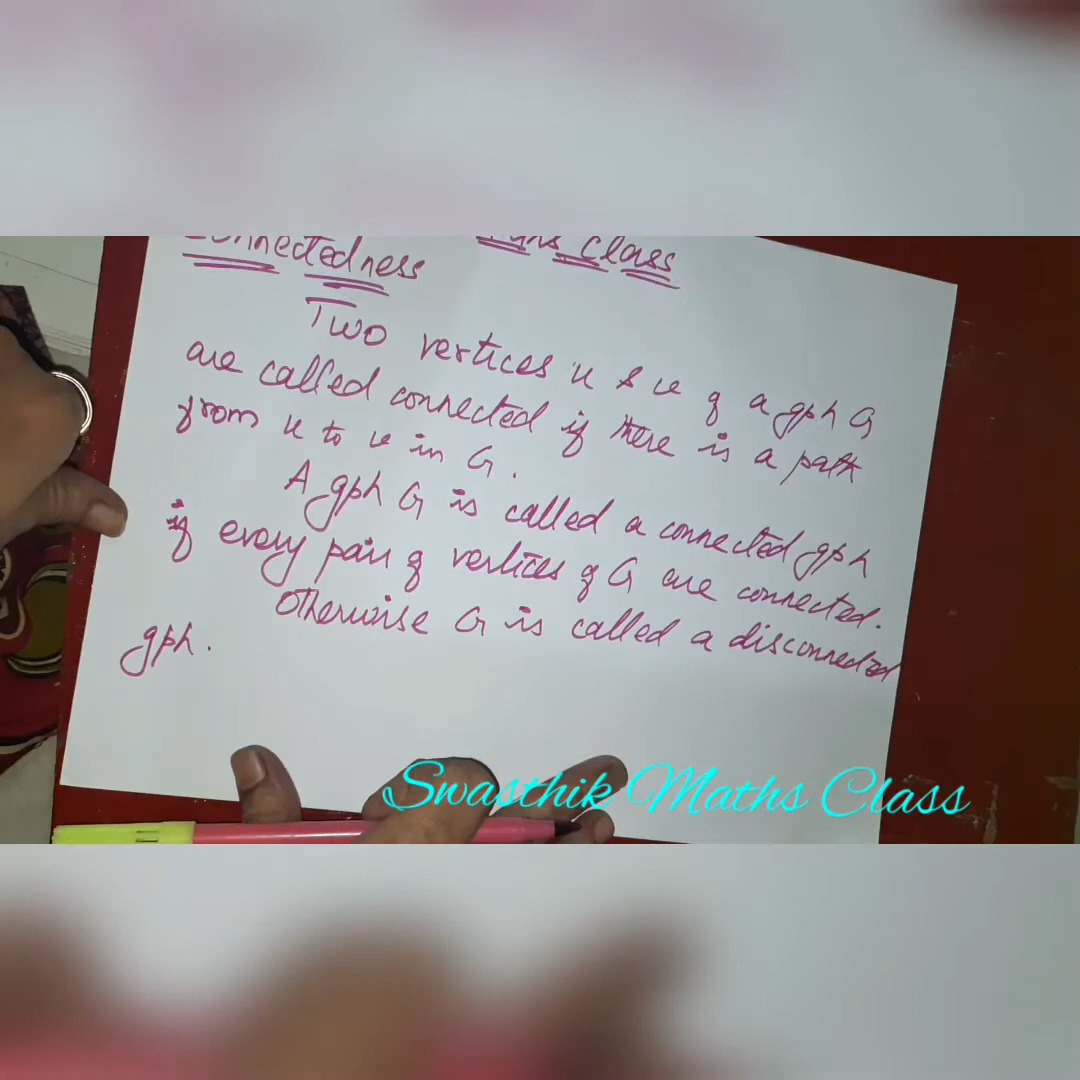 Connectedness
Class
Two vertices u & v of a gph G
are called connected if there is a path
from u to v in G.
A gph G is called a connected gph
if every pair of vertices of G are connected.
Otherwise G is called a disconnected
gph.
Swasthik Maths Class